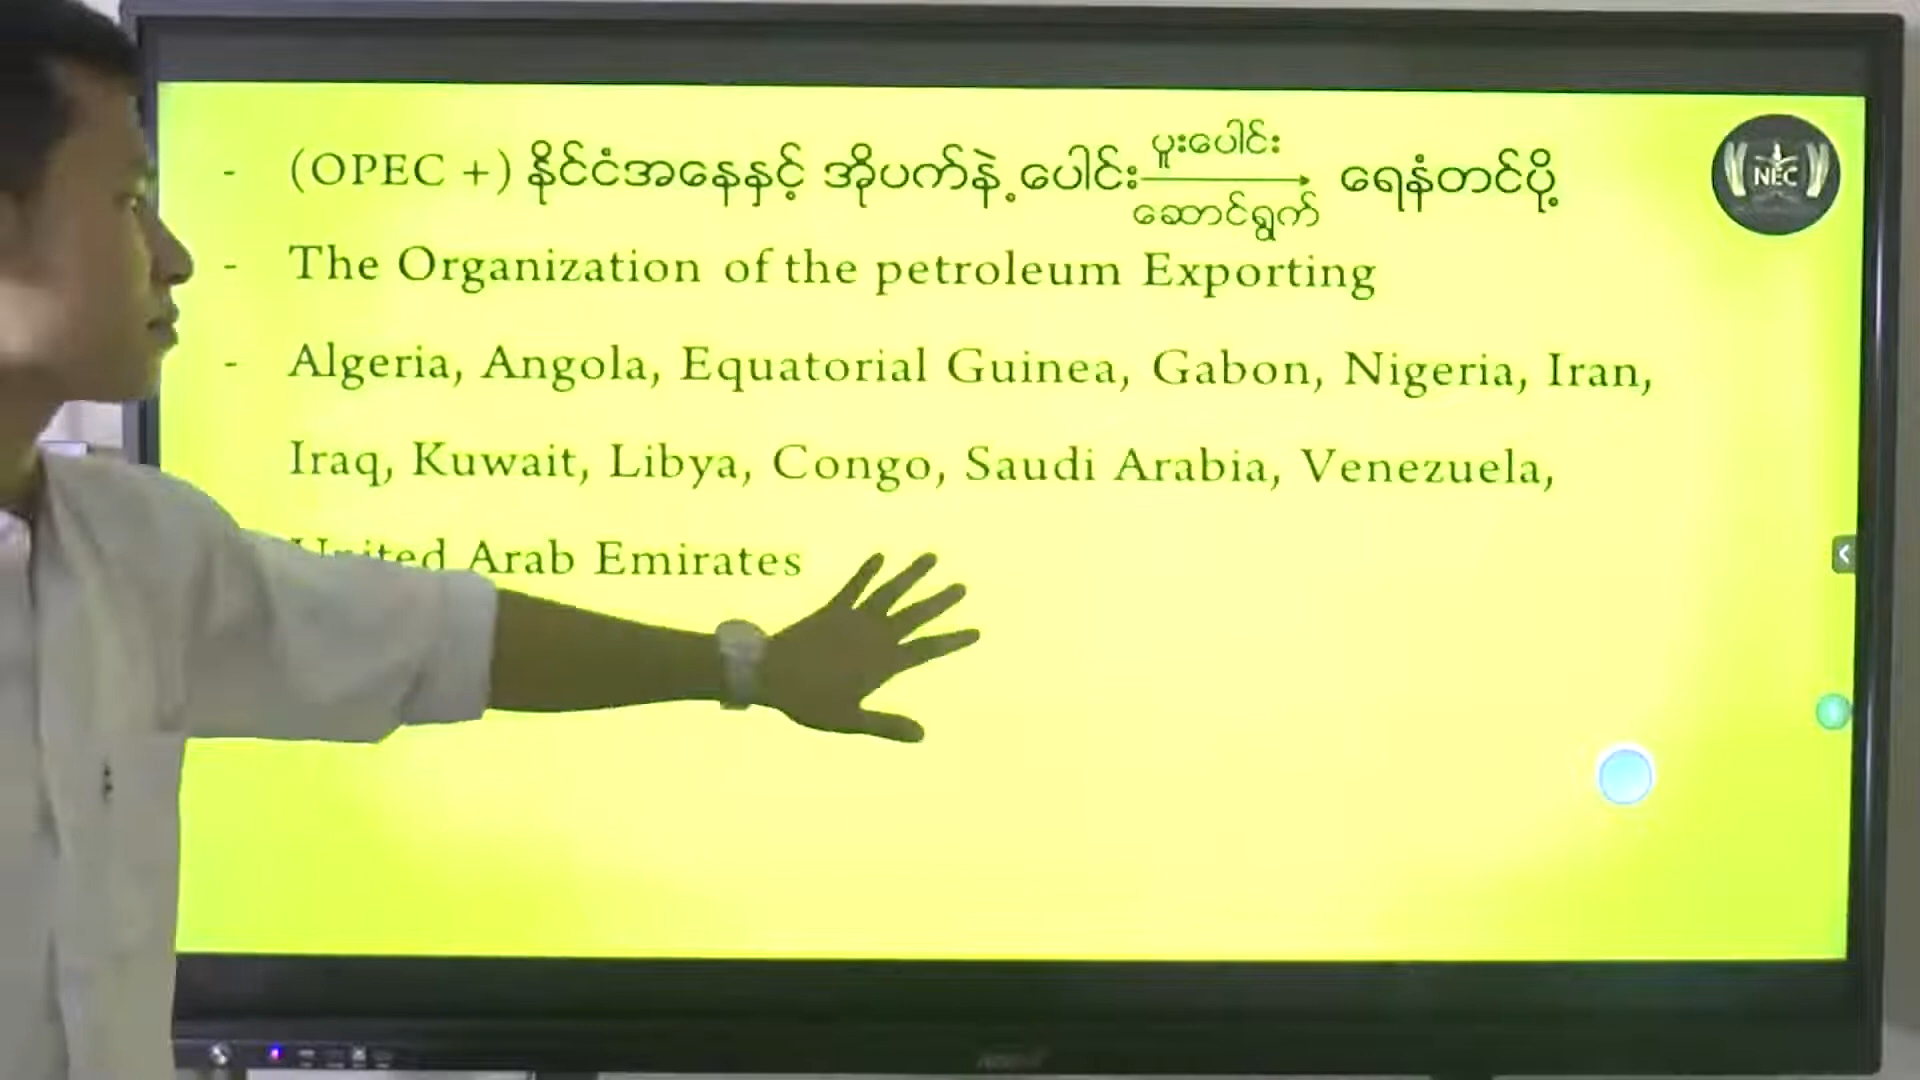 - (OPEC +) နိုင်ငံအနေနှင့် အိုပက်နဲ့ ပေါင်း ပူးပေါင်း ဆောင်ရွက် ရေနံတင်ပို့
- The Organization of the petroleum Exporting
- Algeria, Angola, Equatorial Guinea, Gabon, Nigeria, Iran,
Iraq, Kuwait, Libya, Congo, Saudi Arabia, Venezuela,
United Arab Emirates
NEC